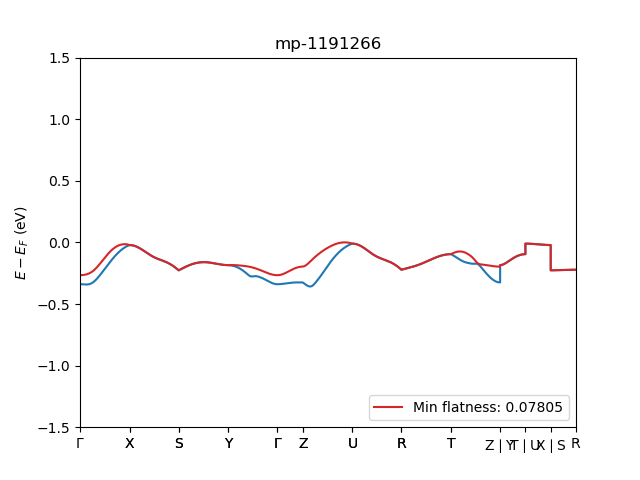 mp-1191266
E − E_F (eV)
1.5
1.0
0.5
0.0
−0.5
−1.0
−1.5
Min flatness: 0.07805
Γ X S Y Γ Z U R T Z | Y T | U X | S R